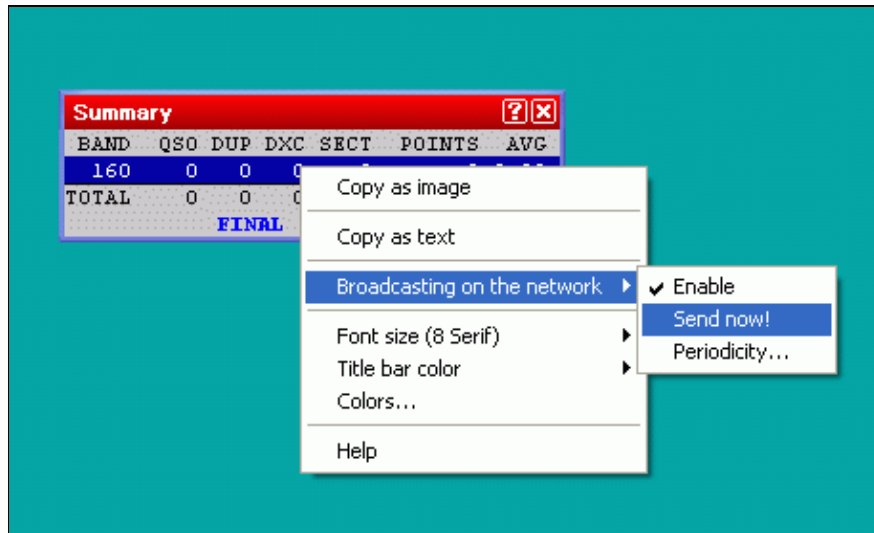 Summary
BAND QSO DUP DXC SECT POINTS AVG
160 0 0 0
TOTAL 0 0 0
FINAL
Copy as image
Copy as text
Broadcasting on the network
Font size (8 Serif)
Title bar color
Colors...
Help
Enable
Send now!
Periodicity...